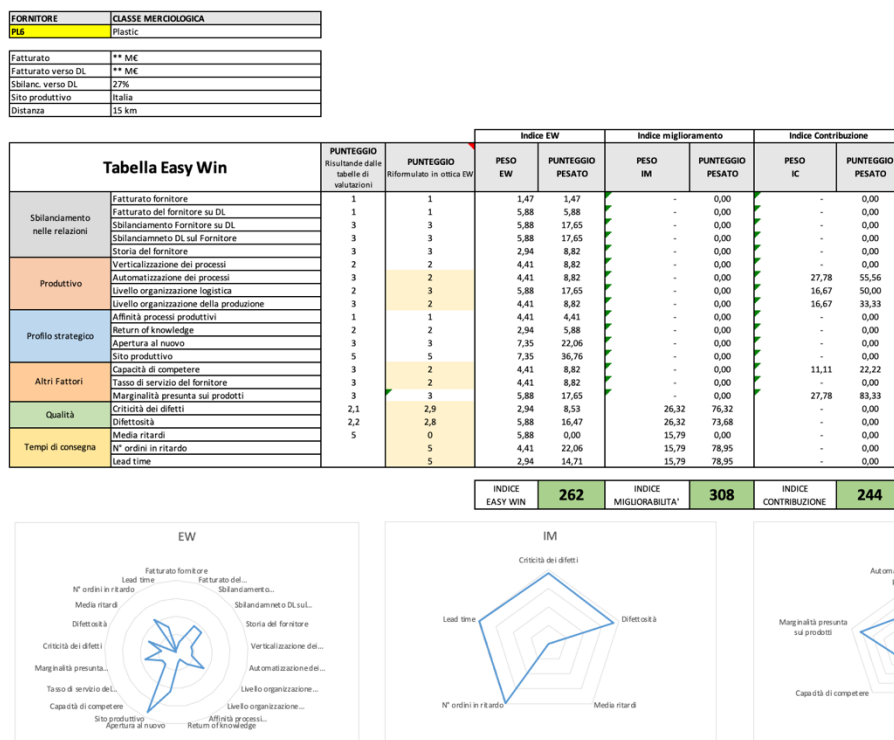 FORNITORE CLASSE MERCIOLOGICA
PL6 Plastic
Fatturato ** M€
Fatturato verso DL ** M€
Sbilanc. verso DL 27%
Sito produttivo Italia
Distanza 15 km
Indice EW Indice miglioramento Indice Contribuzione
Tabella Easy Win
PUNTEGGIO
Risultande dalle
tabelle di
valutazioni
PUNTEGGIO
Riformulato in ottica EW
PESO
EW
PUNTEGGIO
PESATO
PESO
IM
PUNTEGGIO
PESATO
PESO
IC
PUNTEGGIO
PESATO
Sbilanciamento
nelle relazioni
Fatturato fornitore 1 1 1,47 1,47 - 0,00 - 0,00
Fatturato del fornitore su DL 1 1 5,88 5,88 - 0,00 - 0,00
Sbilanciamento Fornitore su DL 3 3 5,88 17,65 - 0,00 - 0,00
Sbilanciamneto DL sul Fornitore 3 3 5,88 17,65 - 0,00 - 0,00
Storia del fornitore 3 3 2,94 8,82 - 0,00 - 0,00
Produttivo
Verticalizzazione dei processi 2 2 4,41 8,82 - 0,00 - 0,00
Automatizzazione dei processi 3 2 4,41 8,82 - 0,00 27,78 55,56
Livello organizzazione logistica 2 3 5,88 17,65 - 0,00 16,67 50,00
Livello organizzazione della produzione 3 2 4,41 8,82 - 0,00 16,67 33,33
Profilo strategico
Affinità processi produttivi 1 1 4,41 4,41 - 0,00 - 0,00
Return of knowledge 2 2 2,94 5,88 - 0,00 - 0,00
Apertura al nuovo 3 3 7,35 22,06 - 0,00 - 0,00
Sito produttivo 5 5 7,35 36,76 - 0,00 - 0,00
Altri Fattori
Capacità di competere 3 2 4,41 8,82 - 0,00 11,11 22,22
Tasso di servizio del fornitore 3 2 4,41 8,82 - 0,00 - 0,00
Marginalità presunta sui prodotti 3 3 5,88 17,65 - 0,00 27,78 83,33
Qualità
Criticità dei difetti 2,1 2,9 2,94 8,53 26,32 76,32 - 0,00
Difettosità 2,2 2,8 5,88 16,47 26,32 73,68 - 0,00
Tempi di consegna
Media ritardi 5 0 5,88 0,00 15,79 0,00 - 0,00
N° ordini in ritardo 5 4,41 22,06 15,79 78,95 - 0,00
Lead time 5 2,94 14,71 15,79 78,95 - 0,00
INDICE
EASY WIN
262
INDICE
MIGLIORABILITA'
308
INDICE
CONTRIBUZIONE
244
EW
Fatturato fornitore
Fatturato del...
Sbilanciamento...
Sbilandamneto DL sul...
Storia del fornitore
Verticalizzazione dei...
Automatizzazione dei...
Livello organizzazione...
Livello organizzazione...
Affinità processi...
Return of knowledge
Apertura al nuovo
Sito produttivo
Capacità di competere
Tasso di servizio del...
Marginalità presunta...
Criticità dei difetti
Difettosità
Media ritardi
N° ordini in ritardo
Lead time
IM
Criticità dei difetti
Difettosità
Media ritardi
N° ordini in ritardo
Lead time
Autom
Marginalità presunta
sui prodotti
Capacità di competere